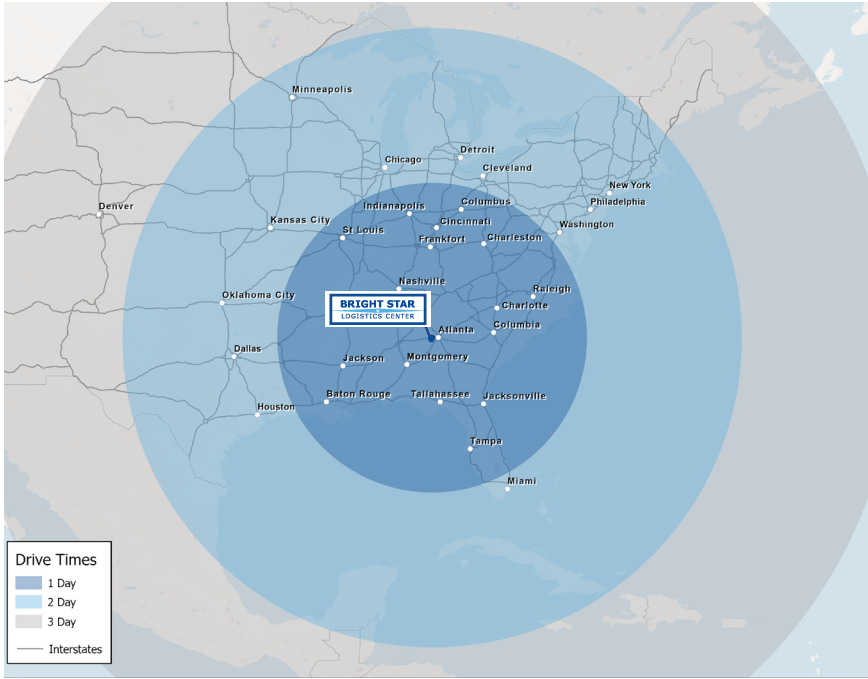 Minneapolis
Detroit
Chicago
Cleveland
New York
Denver
Indianapolis
Columbus
Philadelphia
Kansas City
Cincinnati
Washington
St Louis
Frankfort
Charleston
Nashville
Raleigh
Oklahoma City
BRIGHT STAR
LOGISTICS CENTER
Charlotte
Atlanta
Columbia
Dallas
Jackson
Montgomery
Baton Rouge
Tallahassee
Jacksonville
Houston
Tampa
Miami
Drive Times
1 Day
2 Day
3 Day
Interstates